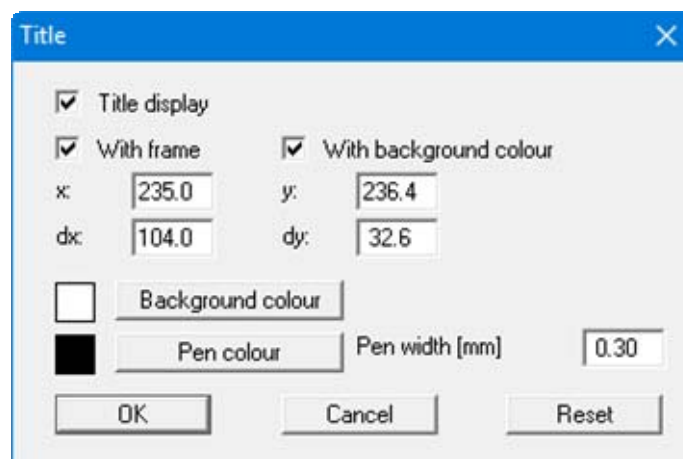 Title
Title display
With frame With background colour
x: 235.0 y: 236.4
dx: 104.0 dy: 32.6
Background colour
Pen colour Pen width [mm] 0.30
OK Cancel Reset